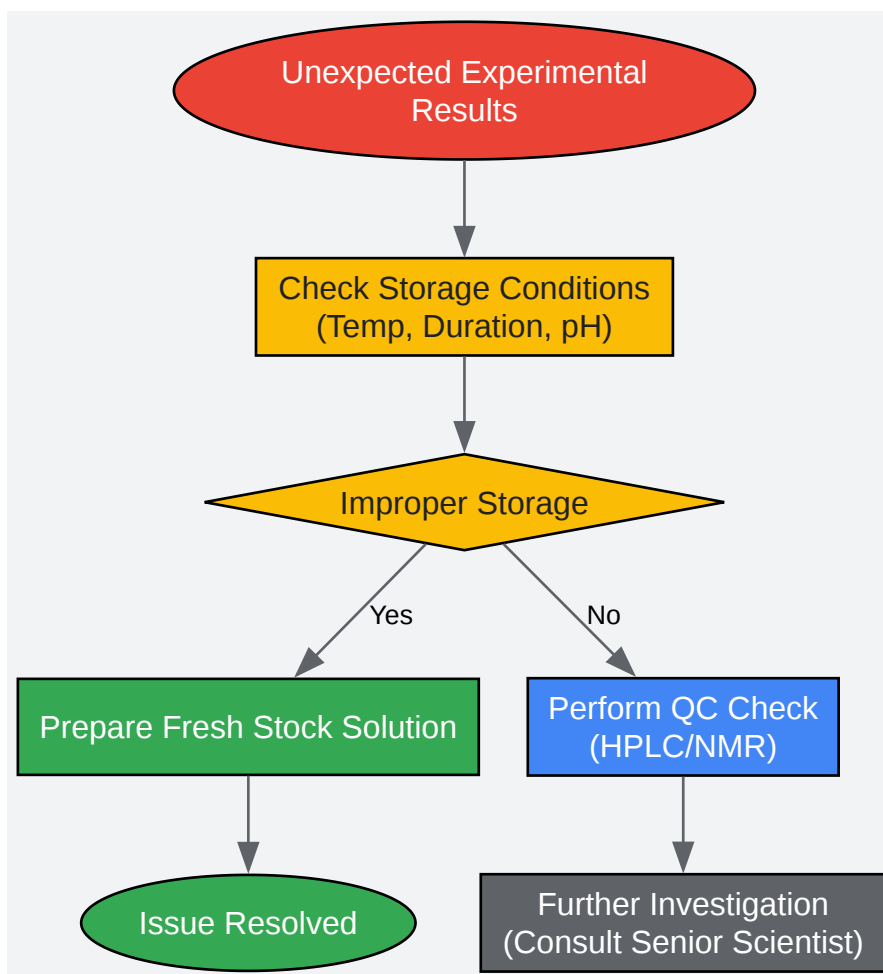 Unexpected Experimental
Results
Check Storage Conditions
(Temp, Duration, pH)
Improper Storage
Yes
No
Prepare Fresh Stock Solution
Perform QC Check
(HPLC/NMR)
Issue Resolved
Further Investigation
(Consult Senior Scientist)